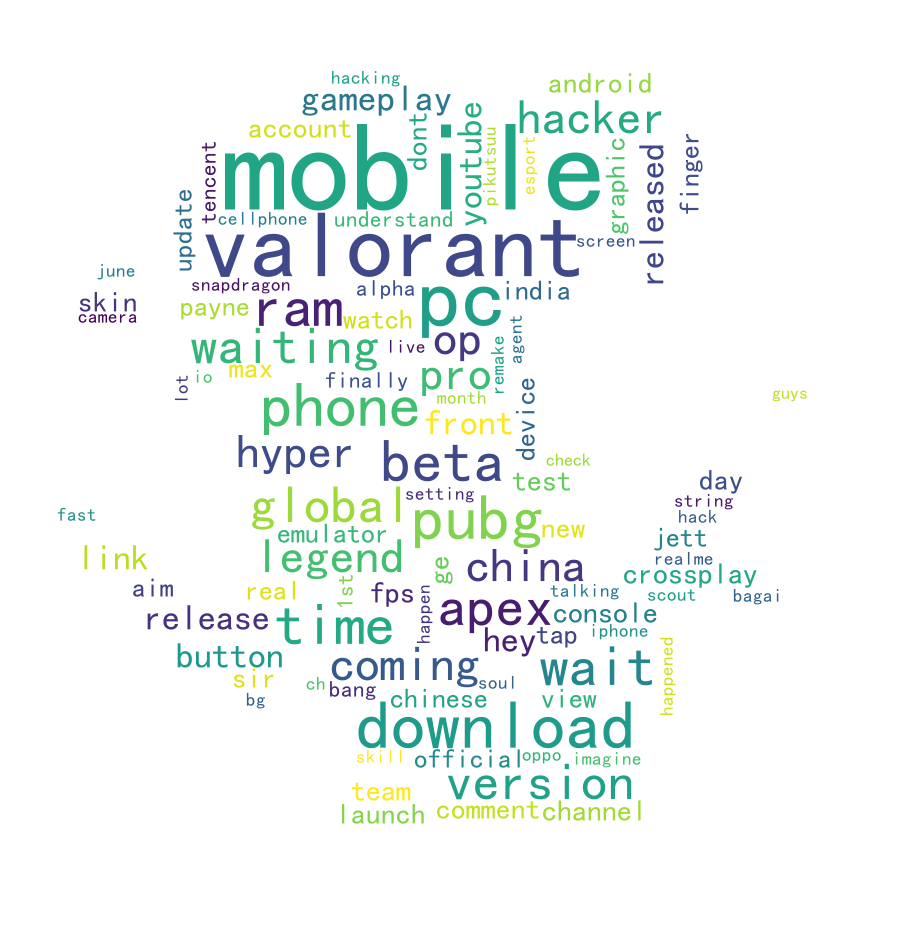 hacking
android
gameplay
hacker
account
dont
youtube
pikutsuu
esport
graphic
released
finger
tencent
mobile
update
cellphone
understand
valorant
screen
june
snapdragon
alpha
india
skin
camera
payne
ram
watch
pc
op
agent
waiting
live
remake
lot
io
max
finally
pro
month
guys
phone
front
device
hyper
beta
check
test
setting
day
string
fast
global
pubg
new
hack
emulator
jett
link
legend
ge
china
realme
crossplay
aim
real
1st
fps
happen
talking
scout
bagai
apex
console
release
time
hey
tap
iphone
button
coming
wait
happened
sir
ch
bang
soul
bg
chinese
view
download
skill
official
oppo
imagine
version
team
launch
comment
channel